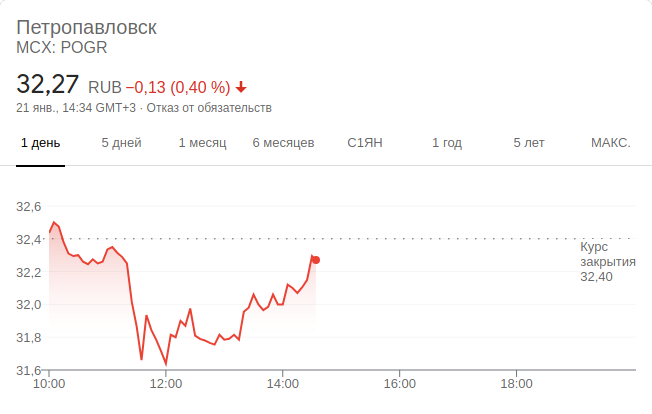 Петропавловск
MCX: POGR
32,27 RUB −0,13 (0,40 %)
21 янв., 14:34 GMT+3 · Отказ от обязательств
1 день 5 дней 1 месяц 6 месяцев С1ЯН 1 год 5 лет МАКС.
32,6
32,4
Курс
закрытия
32,40
32,2
32,0
31,8
31,6
10:00 12:00 14:00 16:00 18:00